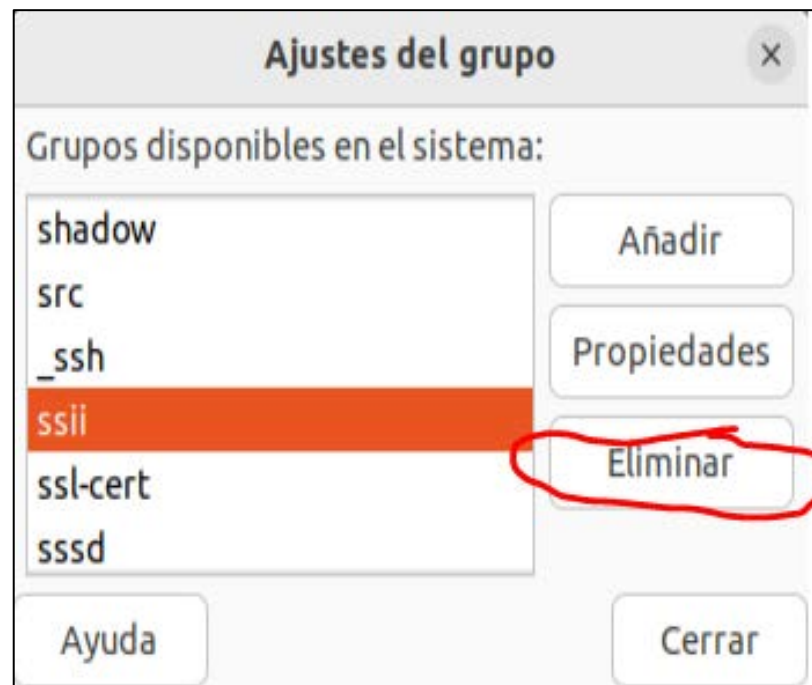 Ajustes del grupo ×
Grupos disponibles en el sistema:
shadow
src
_ssh
ssii
ssl-cert
sssd
Añadir
Propiedades
Eliminar
Ayuda
Cerrar